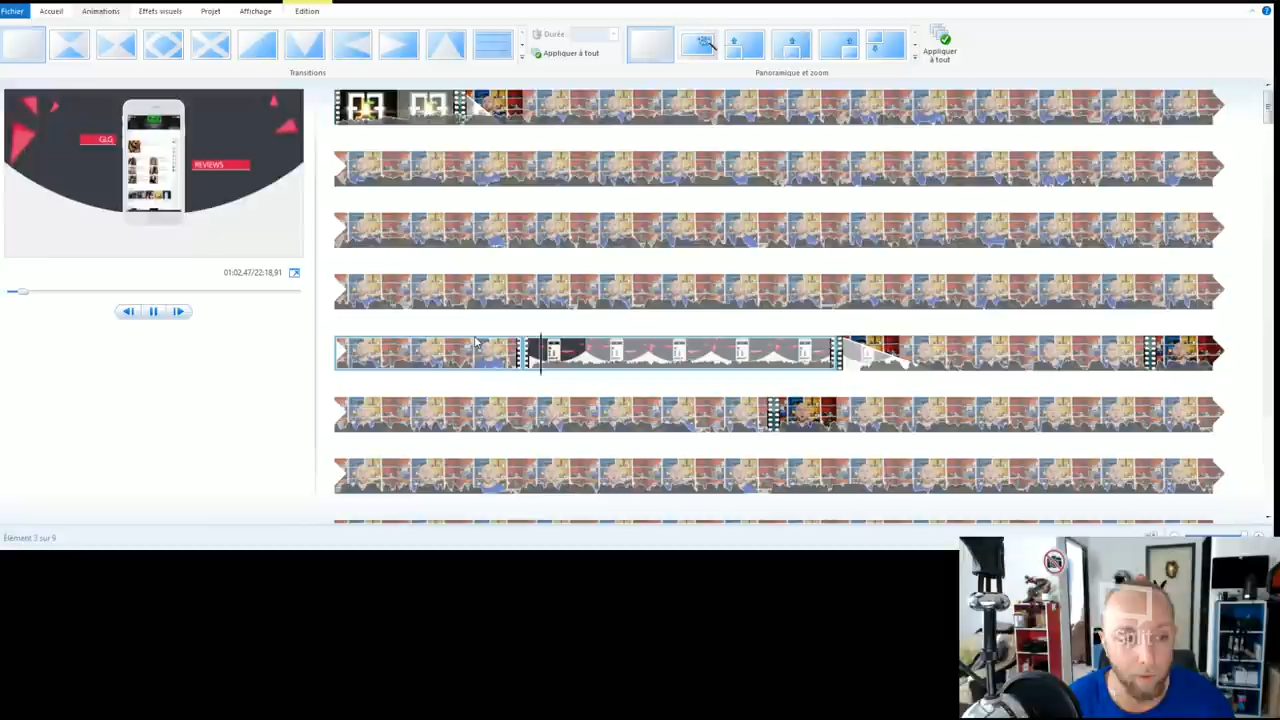 Fichier Accueil Animations Effets visuels Projet Affichage Edition
Durée :
Appliquer à tout
Appliquer
à tout
Transitions
Panoramique et zoom
GLG
REVIEWS
01:02,47/22:18,91
Élément 3 sur 9
Split